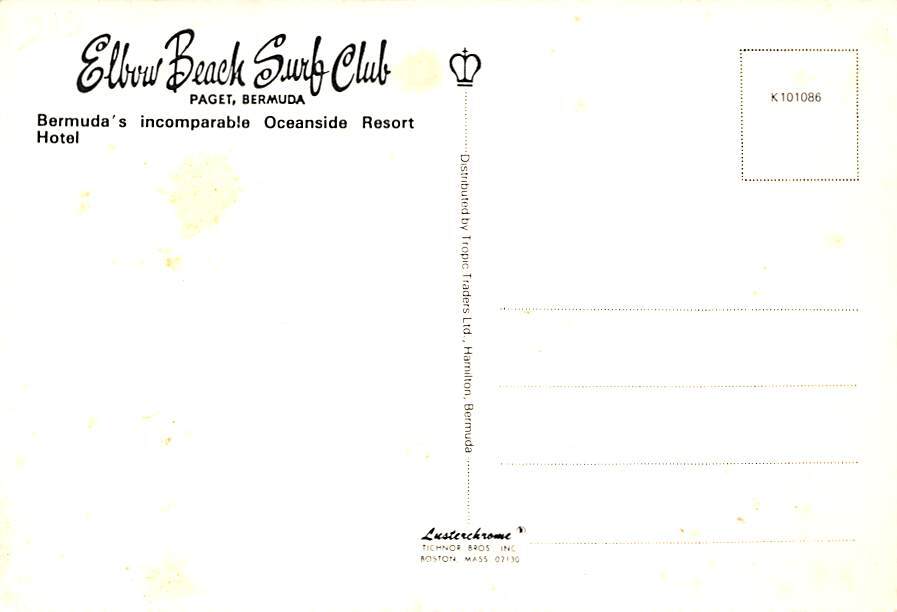 Elbow Beach Surf Club
PAGET, BERMUDA
Bermuda's incomparable Oceanside Resort
Hotel
K101086
Distributed by Tropic Traders Ltd., Hamilton, Bermuda
Lusterchrome ®
TICHNOR BROS. INC.
BOSTON, MASS. 02130